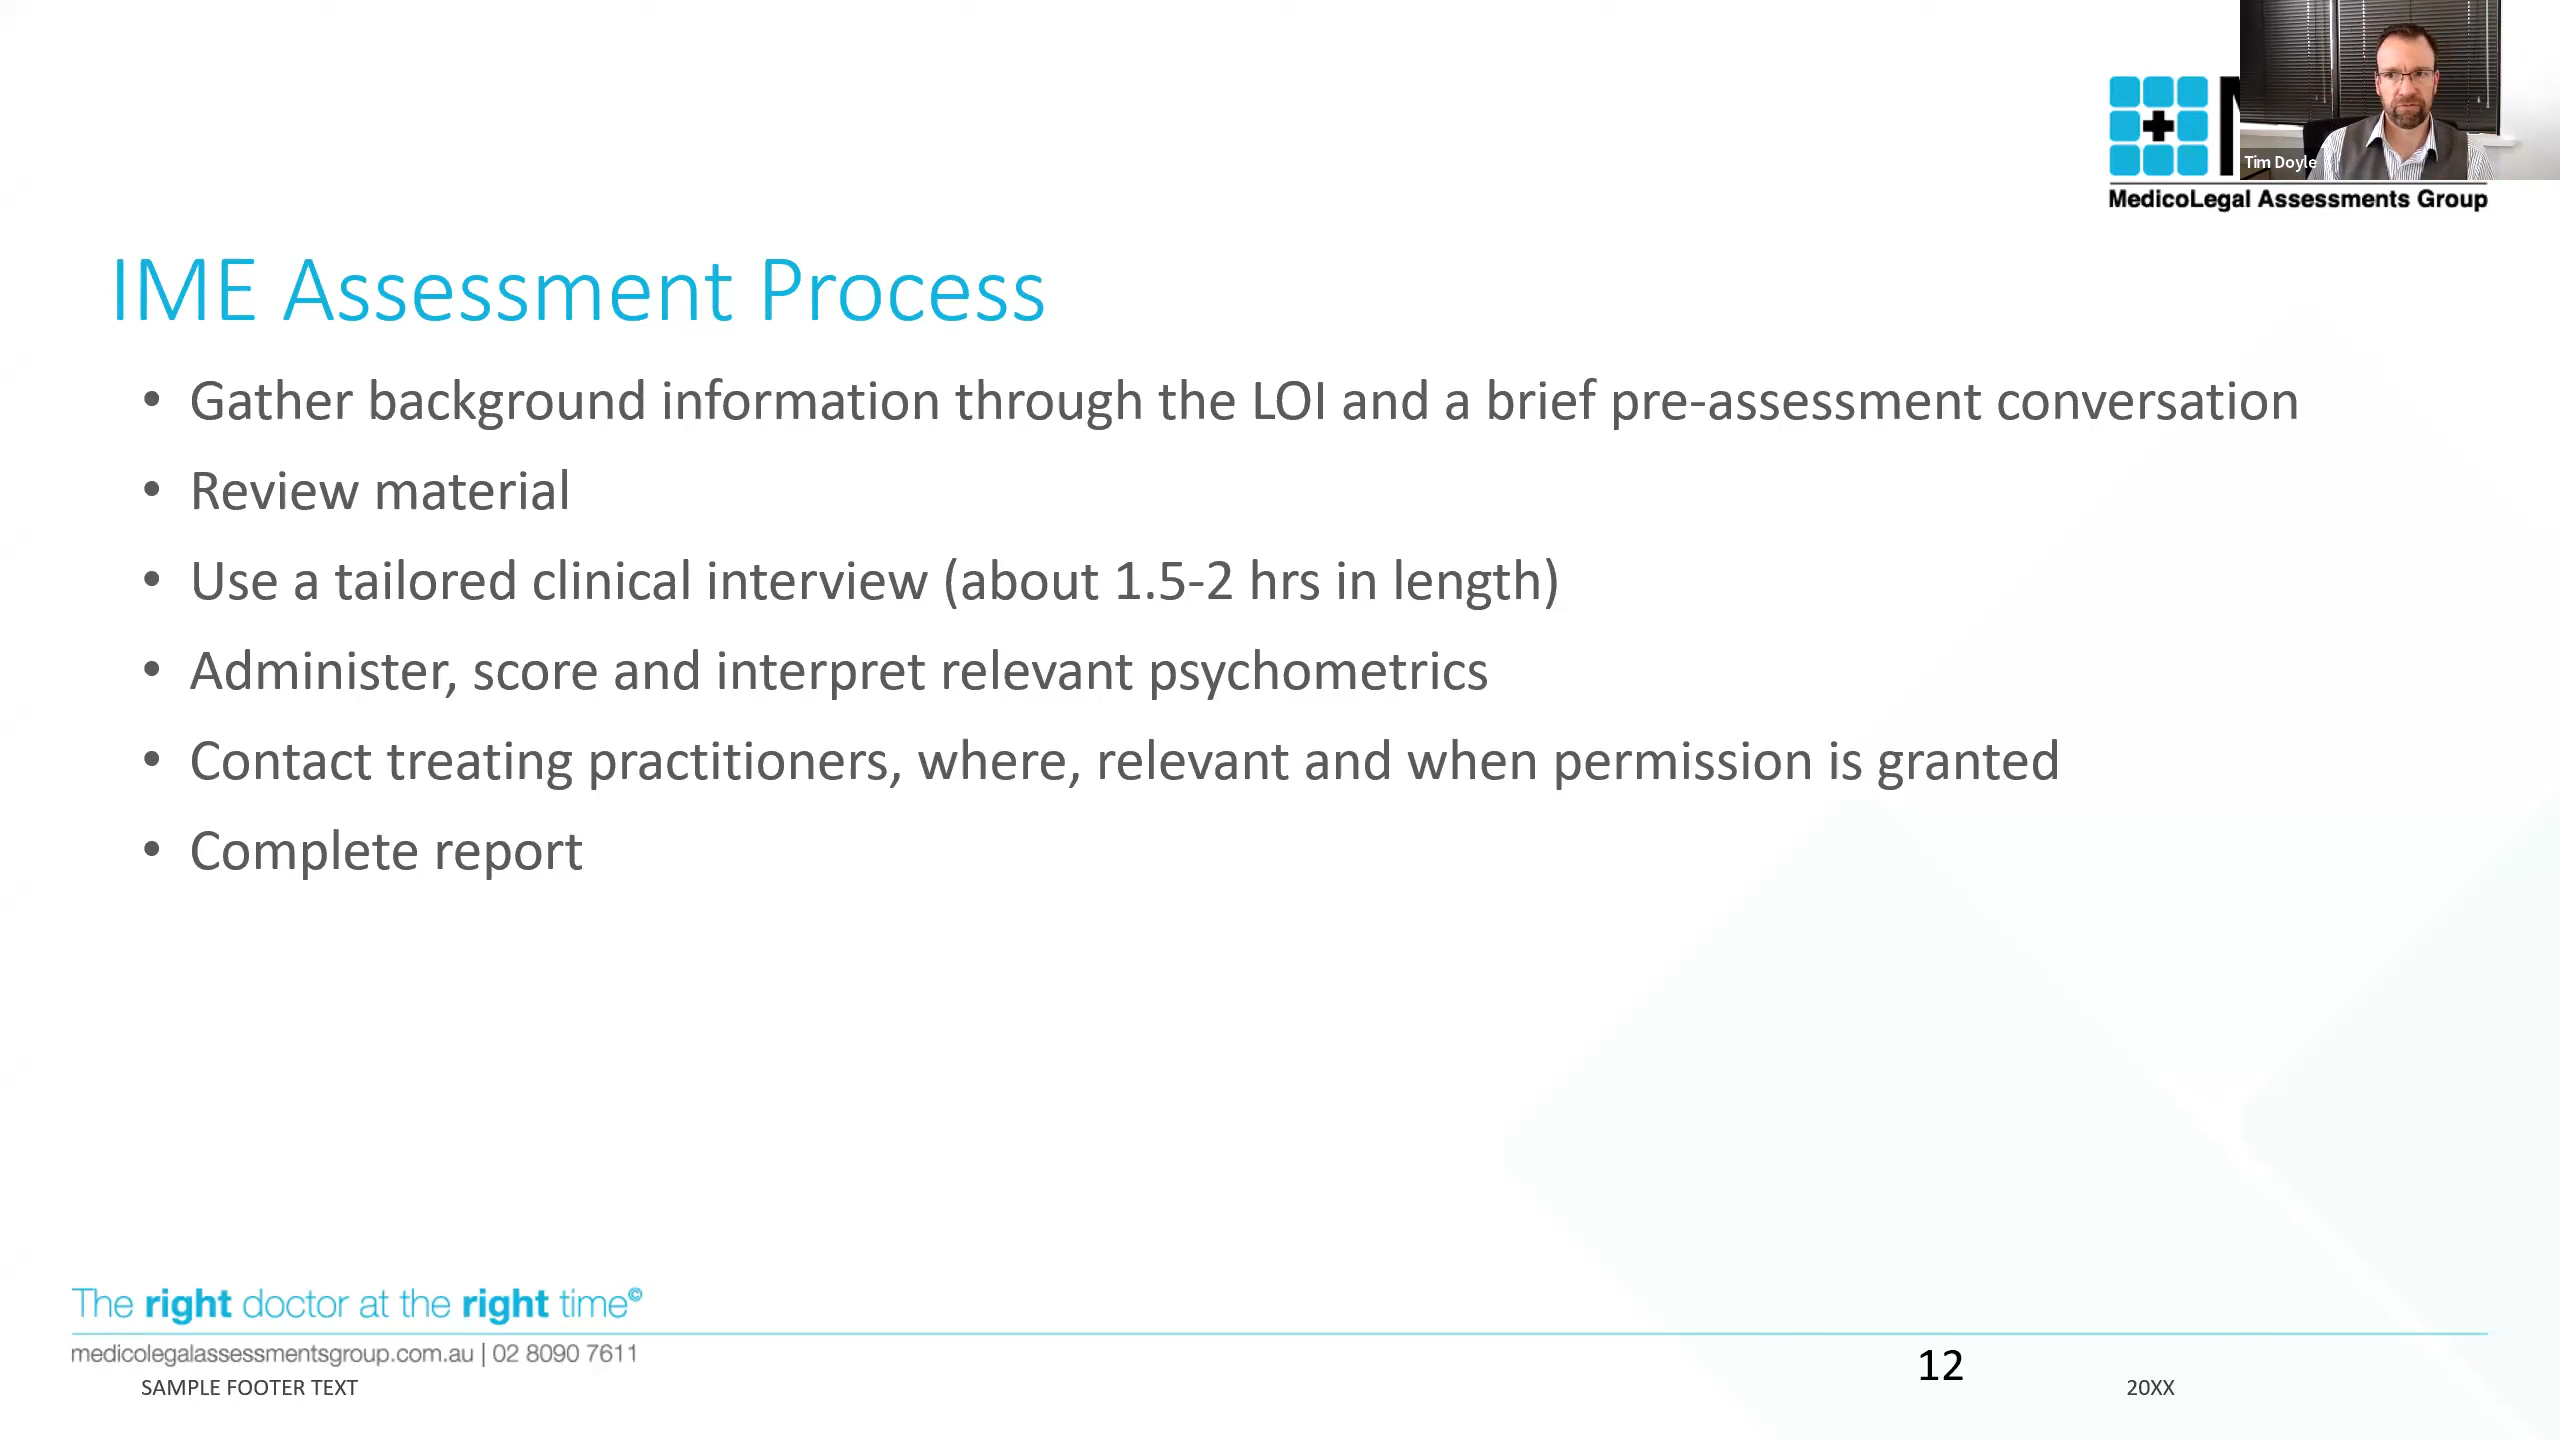 Tim Doyle
MedicoLegal Assessments Group
IME Assessment Process
• Gather background information through the LOI and a brief pre-assessment conversation
• Review material
• Use a tailored clinical interview (about 1.5-2 hrs in length)
• Administer, score and interpret relevant psychometrics
• Contact treating practitioners, where, relevant and when permission is granted
• Complete report
The right doctor at the right time©
medicolegalassessmentsgroup.com.au | 02 8090 7611
SAMPLE FOOTER TEXT
12
20XX